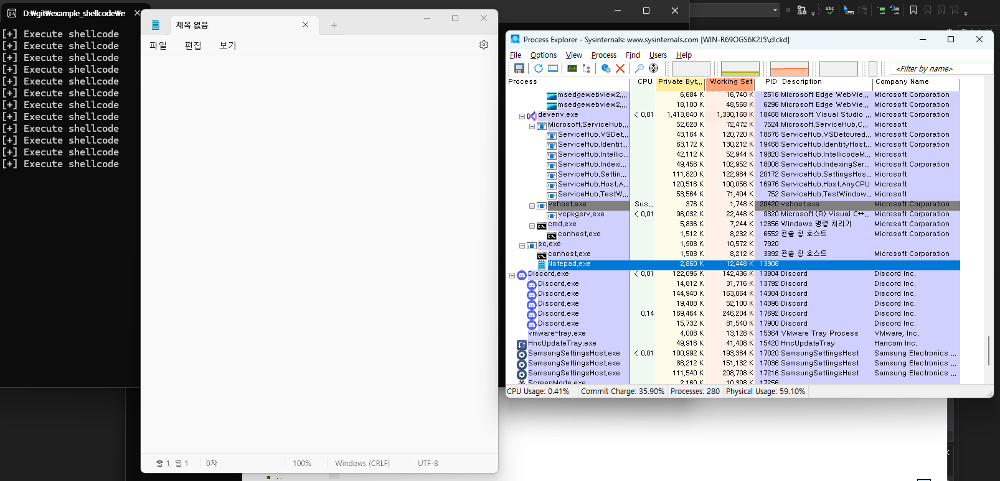 D:₩git₩example_shellcode₩rs
[+] Execute shellcode
[+] Execute shellcode
[+] Execute shellcode
[+] Execute shellcode
[+] Execute shellcode
[+] Execute shellcode
[+] Execute shellcode
[+] Execute shellcode
[+] Execute shellcode
[+] Execute shellcode
[+] Execute shellcode
[+] Execute shellcode
제목 없음
파일 편집 보기
줄 1, 열 1 0자 100% Windows (CRLF) UTF-8
abc
Process Explorer - Sysinternals: www.sysinternals.com [WIN-R69OGS6K2J5\dlckd]
File Options View Process Find Users Help
<Filter by name>
Process CPU Private Byt... Working Set PID Description Company Name
msedgewebview2,... 6,684 K 16,740 K 2516 Microsoft Edge WebVie... Microsoft Corporation
msedgewebview2,... 18,100 K 48,568 K 6296 Microsoft Edge WebVie... Microsoft Corporation
devenv,exe < 0,01 1,413,840 K 1,330,168 K 18468 Microsoft Visual Studio ... Microsoft Corporation
Microsoft,ServiceHub,... 52,628 K 72,472 K 7524 Microsoft,ServiceHub,C... Microsoft
ServiceHub,VSDet... 43,164 K 120,720 K 18676 ServiceHub,VSDetoured... Microsoft Corporation
ServiceHub,Identit... 63,172 K 130,212 K 19468 ServiceHub,IdentityHost,... Microsoft Corporation
ServiceHub,Intellic... 42,112 K 52,944 K 19820 ServiceHub,IntellicodeM... Microsoft
ServiceHub,Indexi,... 49,456 K 102,952 K 18008 ServiceHub,IndexingSer... Microsoft Corporation
ServiceHub,Settin,... 111,820 K 122,964 K 20172 ServiceHub,SettingsHos... Microsoft
ServiceHub,Host,A... 120,516 K 100,056 K 16976 ServiceHub,Host,AnyCPU Microsoft
ServiceHub,TestW... 53,564 K 71,404 K 752 ServiceHub,TestWindow... Microsoft
vshost,exe Sus... 376 K 1,748 K 20420 vshost,exe Microsoft Corporation
vcpkgsrv,exe < 0,01 96,032 K 22,448 K 9320 Microsoft (R) Visual C++... Microsoft Corporation
cmd,exe 5,836 K 7,244 K 12856 Windows 명령 처리기 Microsoft Corporation
conhost,exe 1,512 K 8,232 K 6552 콘솔 창 호스트 Microsoft Corporation
sc,exe 1,908 K 10,572 K 7920
conhost,exe 1,508 K 8,212 K 3392 콘솔 창 호스트 Microsoft Corporation
Notepad,exe 2,860 K 12,448 K 13908
Discord,exe < 0,01 122,096 K 142,436 K 13804 Discord Discord Inc,
Discord,exe 14,812 K 31,716 K 13792 Discord Discord Inc,
Discord,exe 144,940 K 163,064 K 14384 Discord Discord Inc,
Discord,exe 19,408 K 52,100 K 14396 Discord Discord Inc,
Discord,exe 0,14 169,464 K 246,204 K 17692 Discord Discord Inc,
Discord,exe 15,732 K 81,540 K 17900 Discord Discord Inc,
vmware-tray,exe 4,008 K 13,128 K 15364 VMware Tray Process VMware, Inc,
HncUpdateTray,exe 49,916 K 41,408 K 15420 HncUpdateTray Hancom Inc,
SamsungSettingsHost,exe < 0,01 100,992 K 193,364 K 17020 SamsungSettingsHost Samsung Electronics ...
SamsungSettingsHost,exe 86,212 K 151,132 K 17036 SamsungSettingsHost Samsung Electronics ...
SamsungSettingsHost,exe 111,540 K 208,708 K 17216 SamsungSettingsHost Samsung Electronics ...
ScreenMode,exe 2,160 K 10,308 K 17256
CPU Usage: 0.41% Commit Charge: 35.90% Processes: 280 Physical Usage: 59.10%